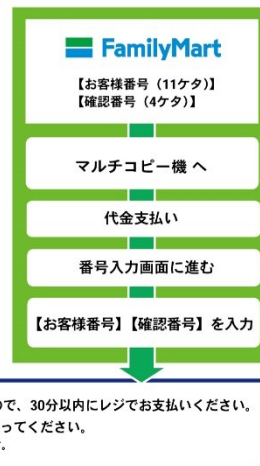 FamilyMart
【お客様番号（11ケタ）】
【確認番号（4ケタ）】
マルチコピー機 へ
代金支払い
番号入力画面に進む
【お客様番号】【確認番号】を入力
で、30分以内にレジでお支払いください。
ってください。